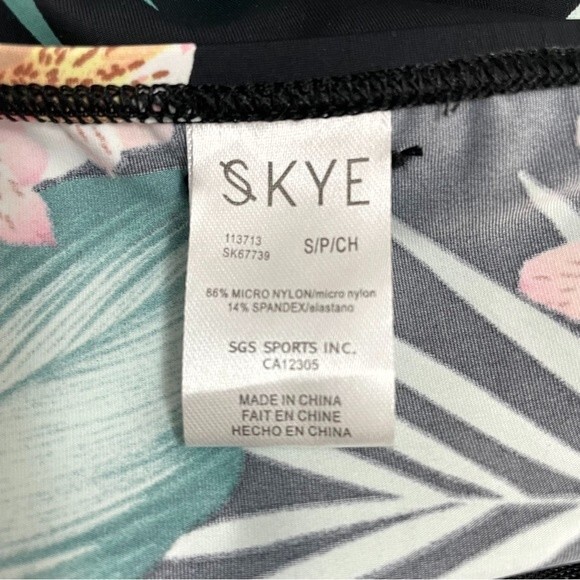 SKYE
113713
SK67739
S/P/CH
86% MICRO NYLON/micro nylon
14% SPANDEX/elastano
SGS SPORTS INC.
CA12305
MADE IN CHINA
FAIT EN CHINE
HECHO EN CHINA